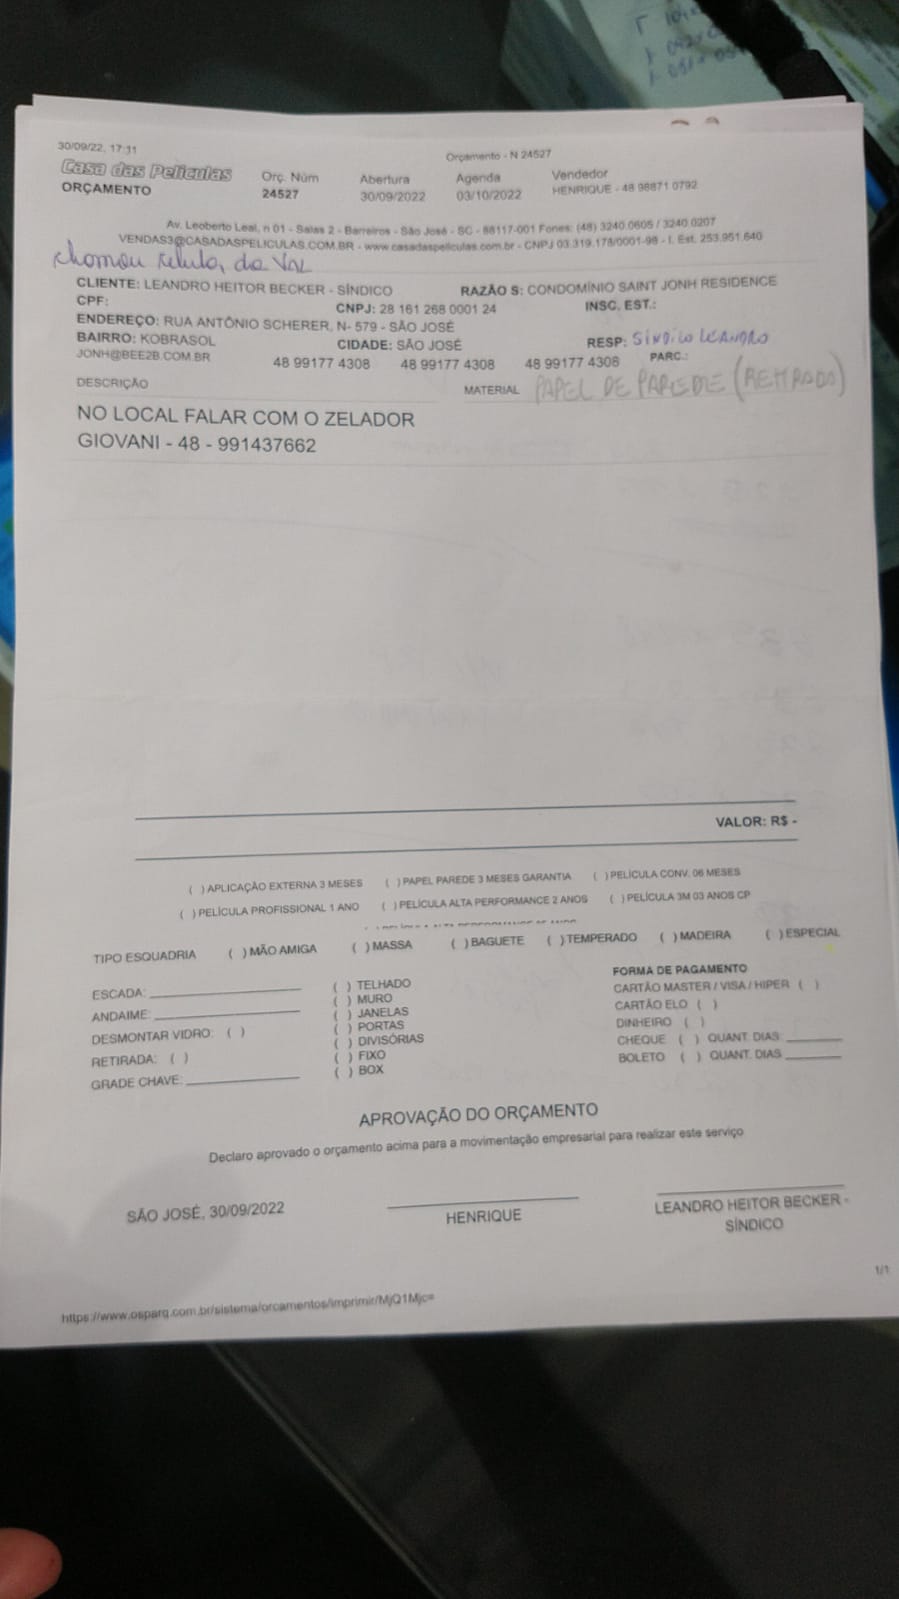 30/09/22, 17:31
Orçamento - N 24527
Casa das Películas
ORÇAMENTO
Orç. Núm
24527
Abertura
30/09/2022
Agenda
03/10/2022
Vendedor
HENRIQUE - 48 98871 0792
Av. Leoberto Leal, n 01 - Salas 2 - Barreiros - São José - SC - 88117-001 Fones: (48) 3240.0605 / 3240.0207
VENDAS3@CASADASPELICULAS.COM.BR - www.casadaspeliculas.com.br - CNPJ 03.319.178/0001-98 - I. Est. 253.951.640
chamou celular da VAL
CLIENTE: LEANDRO HEITOR BECKER - SÍNDICO RAZÃO S: CONDOMÍNIO SAINT JONH RESIDENCE
CPF: CNPJ: 28 161 268 0001 24 INSC. EST.:
ENDEREÇO: RUA ANTÔNIO SCHERER, N- 579 - SÃO JOSÉ
BAIRRO: KOBRASOL CIDADE: SÃO JOSÉ RESP: SÍNDICO LEANDRO
JONH@BEE2B.COM.BR 48 99177 4308 48 99177 4308 48 99177 4308 PARC.:
DESCRIÇÃO MATERIAL PAPEL DE PAREDE (RETIRADA)
NO LOCAL FALAR COM O ZELADOR
GIOVANI - 48 - 991437662
VALOR: R$ -
( ) APLICAÇÃO EXTERNA 3 MESES ( ) PAPEL PAREDE 3 MESES GARANTIA ( ) PELÍCULA CONV. 06 MESES
( ) PELÍCULA PROFISSIONAL 1 ANO ( ) PELÍCULA ALTA PERFORMANCE 2 ANOS ( ) PELÍCULA 3M 03 ANOS CP
TIPO ESQUADRIA ( ) MÃO AMIGA ( ) MASSA ( ) BAGUETE ( ) TEMPERADO ( ) MADEIRA ( ) ESPECIAL
ESCADA:
ANDAIME:
DESMONTAR VIDRO: ( )
RETIRADA: ( )
GRADE CHAVE:
( ) TELHADO
( ) MURO
( ) JANELAS
( ) PORTAS
( ) DIVISÓRIAS
( ) FIXO
( ) BOX
FORMA DE PAGAMENTO
CARTÃO MASTER / VISA / HIPER ( )
CARTÃO ELO ( )
DINHEIRO ( )
CHEQUE ( ) QUANT. DIAS:
BOLETO ( ) QUANT. DIAS
APROVAÇÃO DO ORÇAMENTO
Declaro aprovado o orçamento acima para a movimentação empresarial para realizar este serviço
SÃO JOSÉ, 30/09/2022
HENRIQUE
LEANDRO HEITOR BECKER -
SÍNDICO
1/1
https://www.osparq.com.br/sistema/orcamentos/imprimir/MjQ1Mjc=